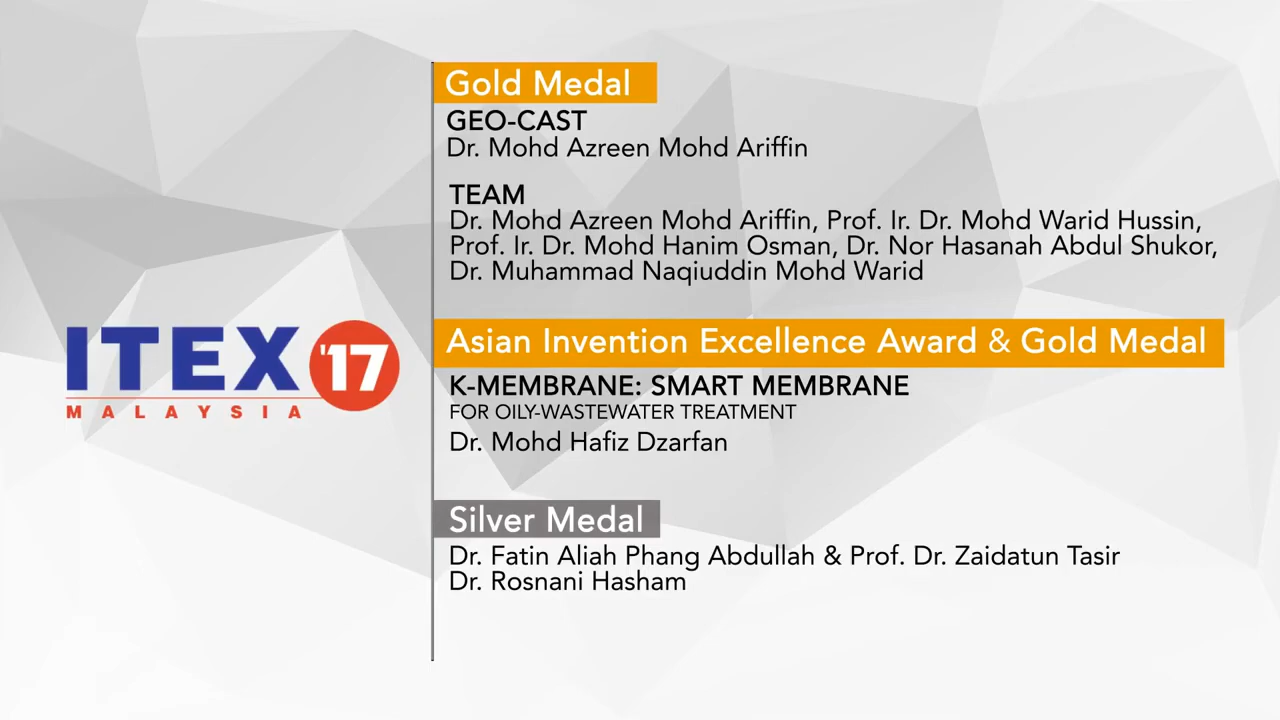 ITEX '17
MALAYSIA
Gold Medal
GEO-CAST
Dr. Mohd Azreen Mohd Ariffin
TEAM
Dr. Mohd Azreen Mohd Ariffin, Prof. Ir. Dr. Mohd Warid Hussin,
Prof. Ir. Dr. Mohd Hanim Osman, Dr. Nor Hasanah Abdul Shukor,
Dr. Muhammad Naqiuddin Mohd Warid
Asian Invention Excellence Award & Gold Medal
K-MEMBRANE: SMART MEMBRANE
FOR OILY-WASTEWATER TREATMENT
Dr. Mohd Hafiz Dzarfan
Silver Medal
Dr. Fatin Aliah Phang Abdullah & Prof. Dr. Zaidatun Tasir
Dr. Rosnani Hasham